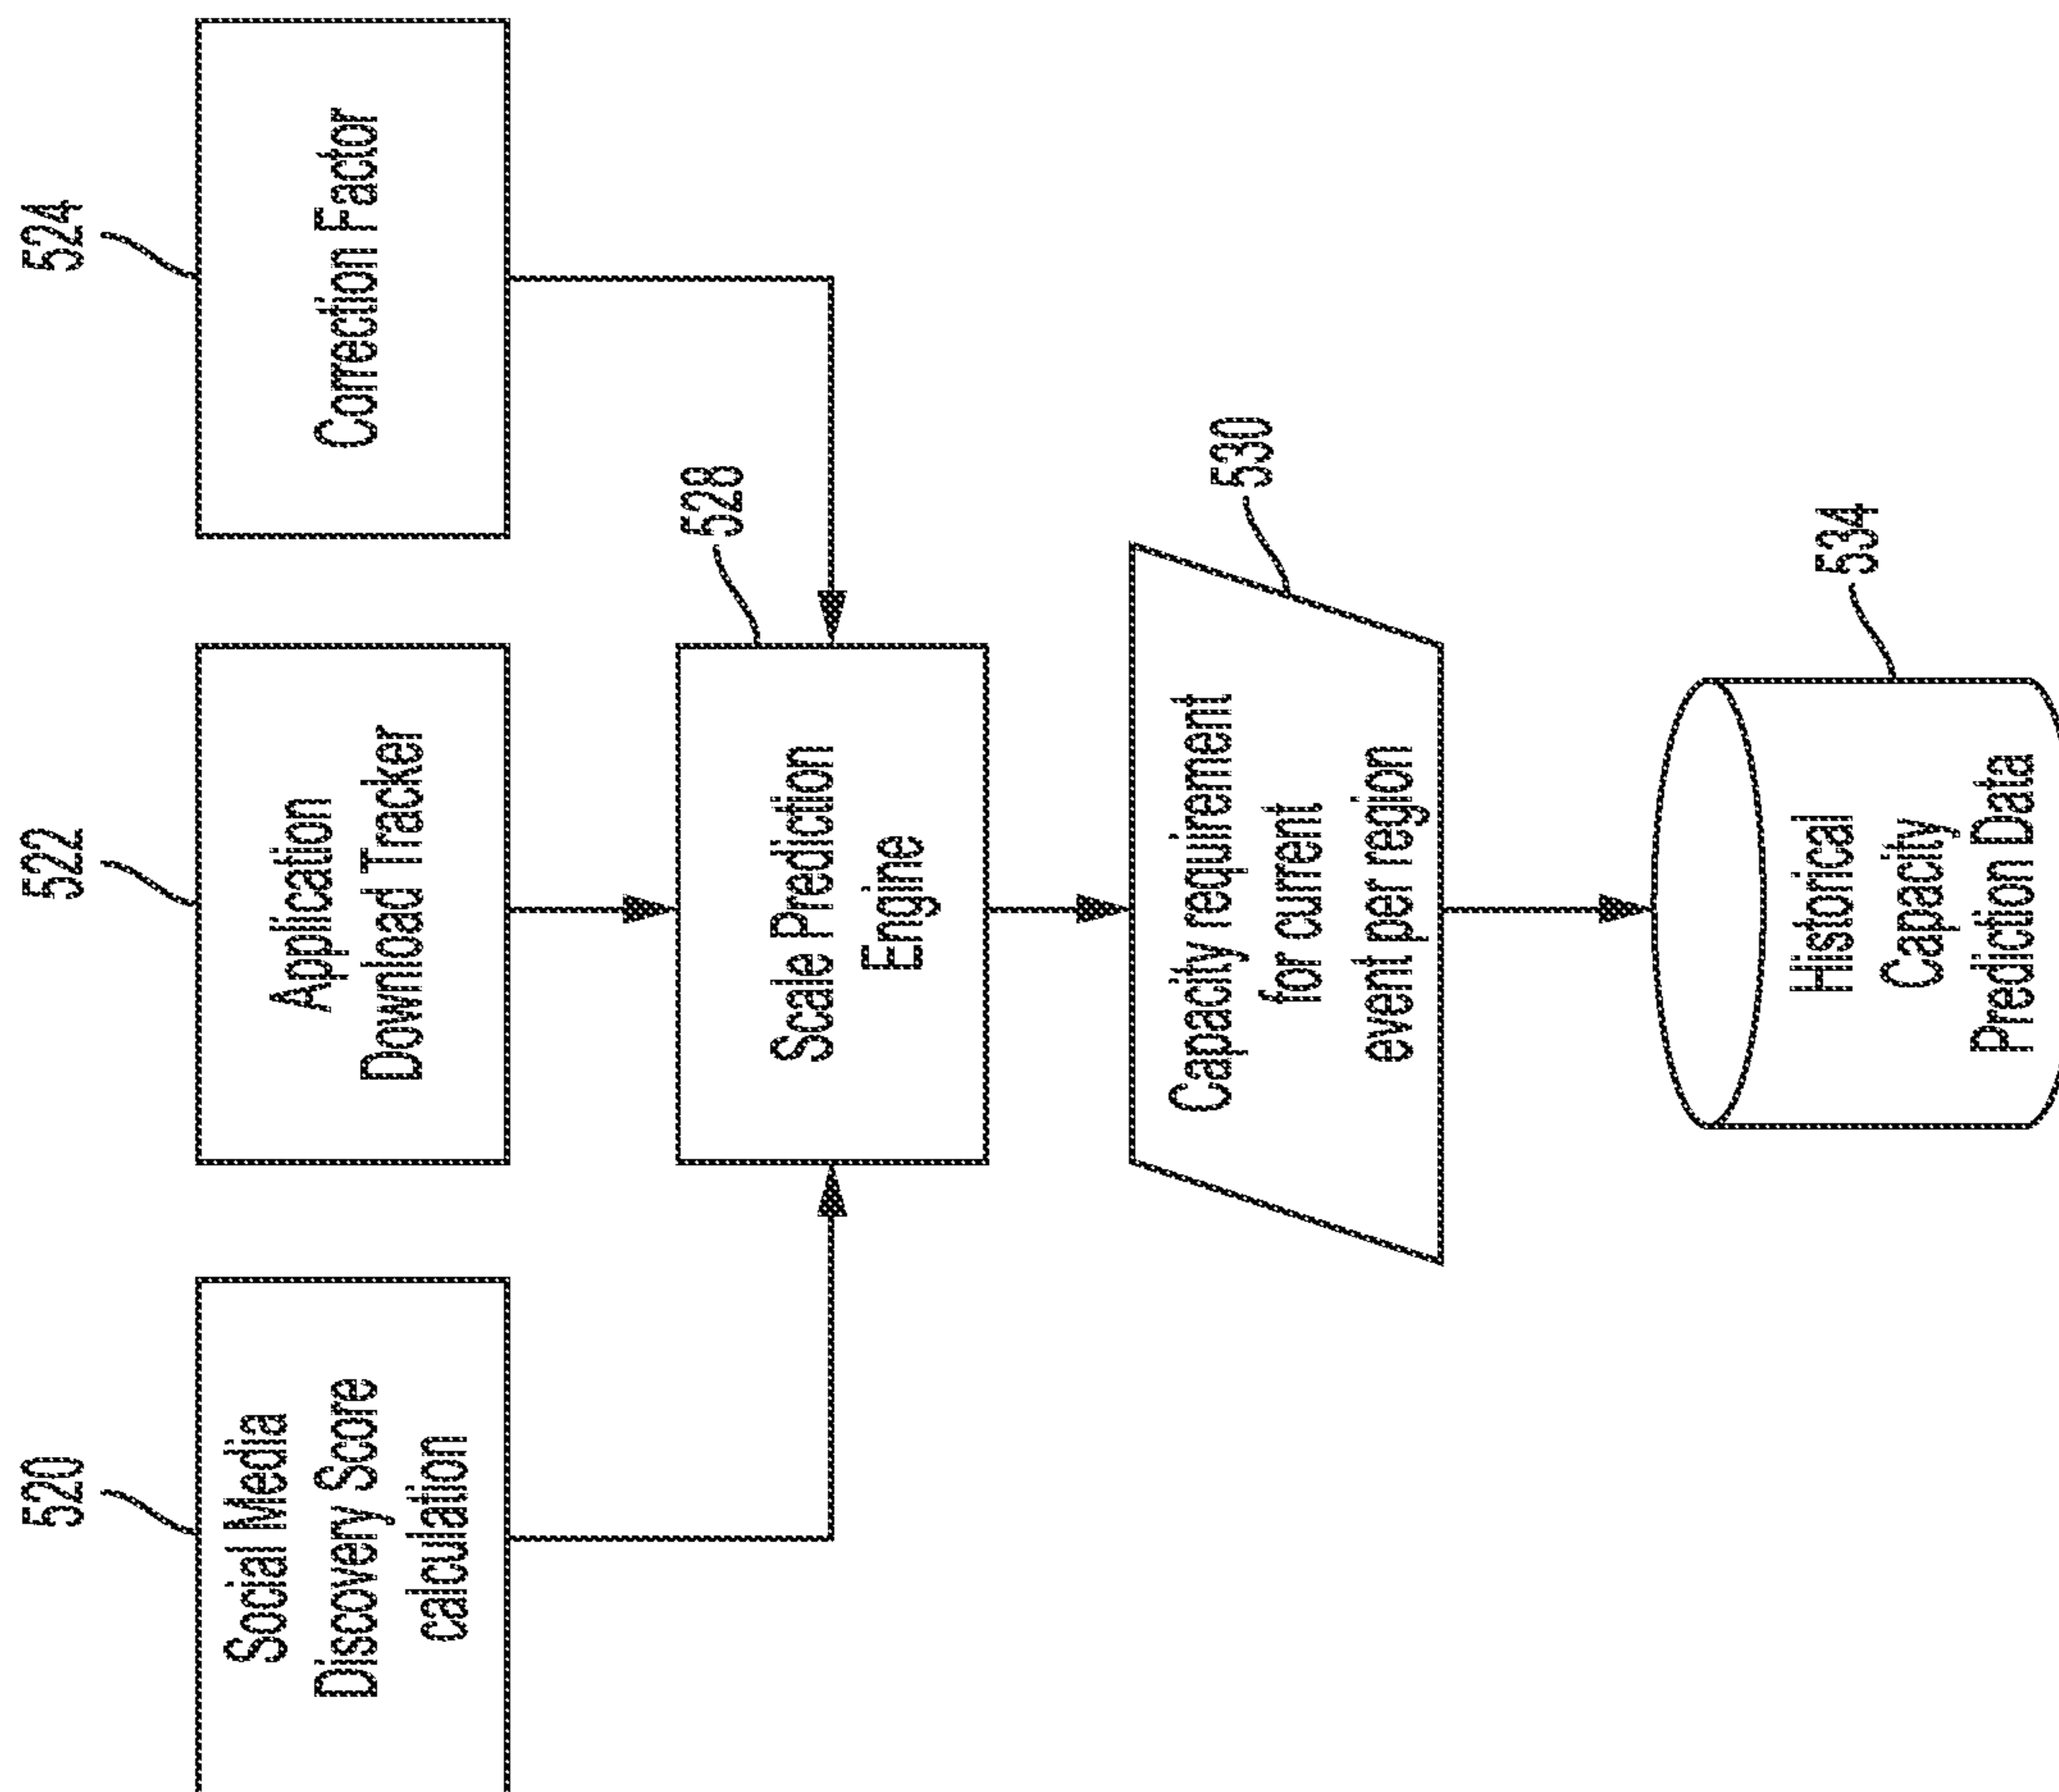 520
Social Media
Discovery Score
calculation
522
Application
Download Tracker
524
Correction Factor
528
Scale Prediction
Engine
530
Capacity requirement
for current
event per region
534
Historical
Capacity
Prediction Data